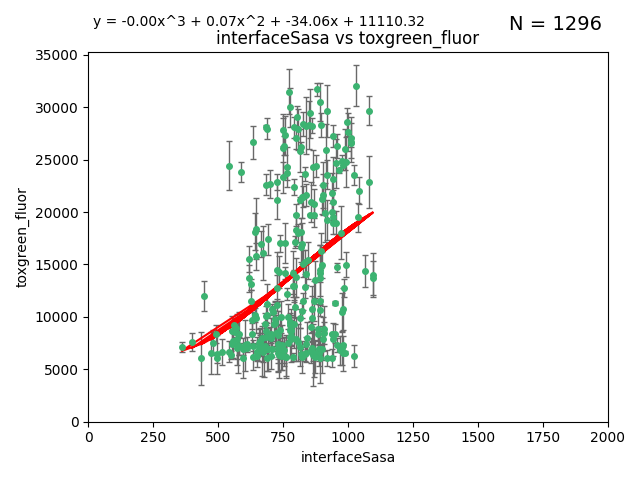 y = -0.00x^3 + 0.07x^2 + -34.06x + 11110.32
N = 1296
interfaceSasa vs toxgreen_fluor
35000
30000
25000
20000
15000
10000
5000
0
toxgreen_fluor
0 250 500 750 1000 1250 1500 1750 2000
interfaceSasa